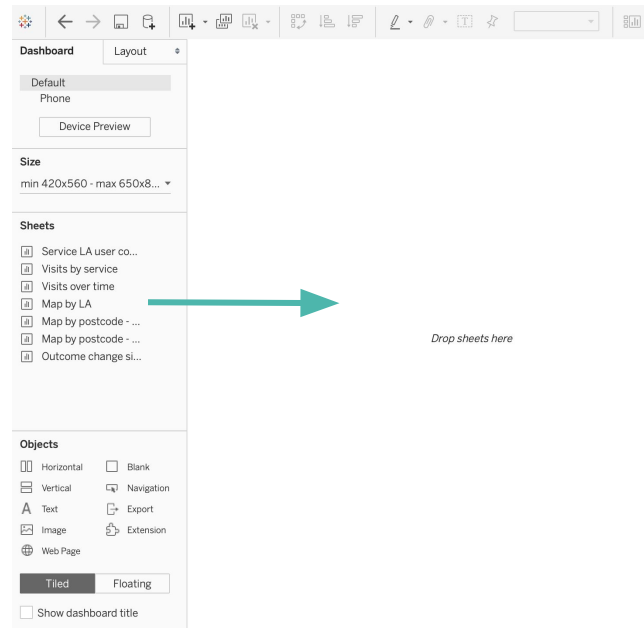 Dashboard Layout
Default
Phone
Device Preview
Size
min 420x560 - max 650x8...
Sheets
Service LA user co...
Visits by service
Visits over time
Map by LA
Map by postcode - ...
Map by postcode - ...
Outcome change si...
Drop sheets here
Objects
Horizontal Blank
Vertical Navigation
A Text Export
Image Extension
Web Page
Tiled Floating
Show dashboard title